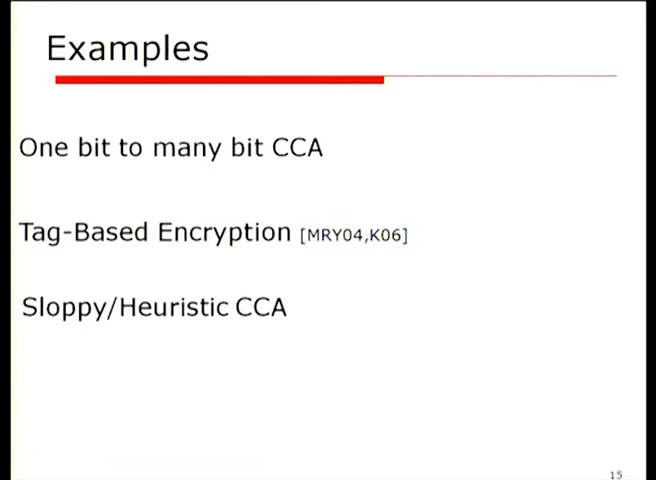 Examples
One bit to many bit CCA
Tag-Based Encryption [MRY04,K06]
Sloppy/Heuristic CCA
15